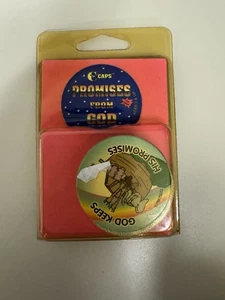 CAPS
PROMISES
FROM
GOD
GOD KEEPS
HIS PROMISES